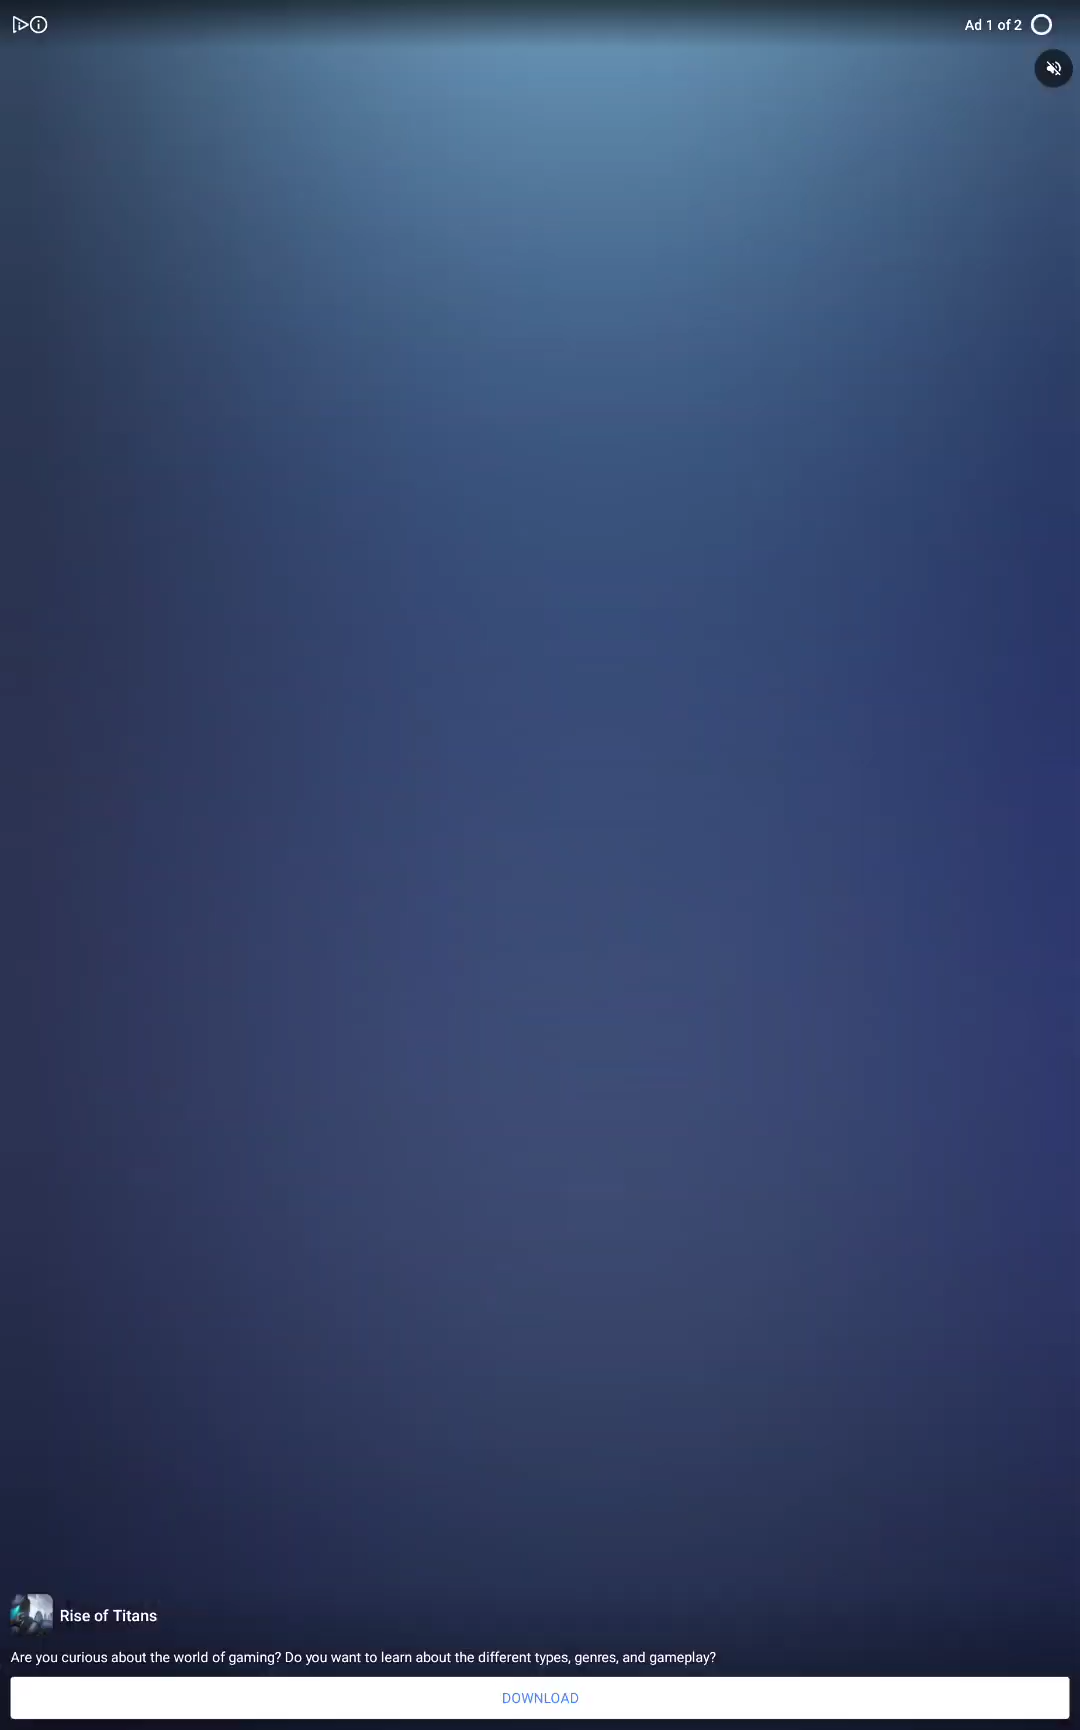 Ad 1 of 2
Rise of Titans
Are you curious about the world of gaming? Do you want to learn about the different types, genres, and gameplay?
DOWNLOAD